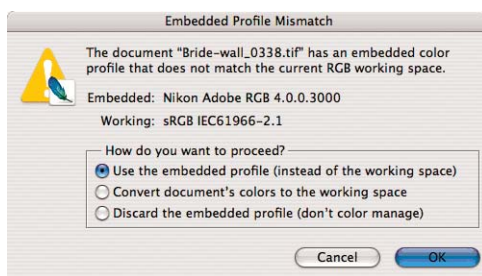 Embedded Profile Mismatch
The document "Bride-wall_0338.tif" has an embedded color
profile that does not match the current RGB working space.
Embedded: Nikon Adobe RGB 4.0.0.3000
Working: sRGB IEC61966-2.1
How do you want to proceed?
Use the embedded profile (instead of the working space)
Convert document's colors to the working space
Discard the embedded profile (don't color manage)
Cancel OK